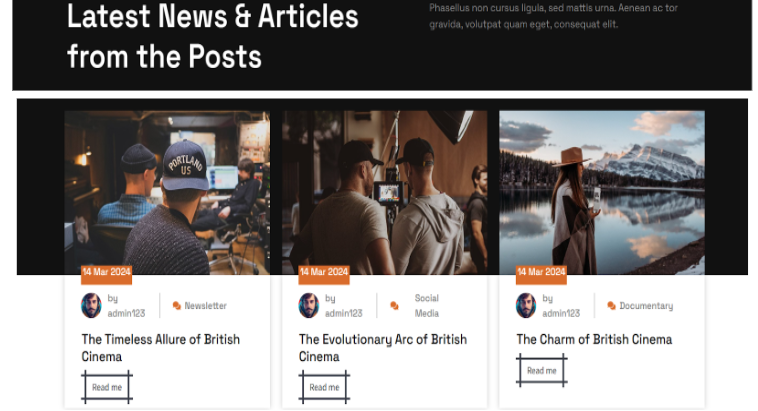 Latest News & Articles
from the Posts
Phasellus non cursus ligula, sed mattis urna. Aenean ac tor
gravida, volutpat quam eget, consequat elit.
PORTLAND
US
14 Mar 2024
by
admin123
Newsletter
The Timeless Allure of British
Cinema
Read me
14 Mar 2024
by
admin123
Social
Media
The Evolutionary Arc of British
Cinema
Read me
14 Mar 2024
by
admin123
Documentary
The Charm of British Cinema
Read me